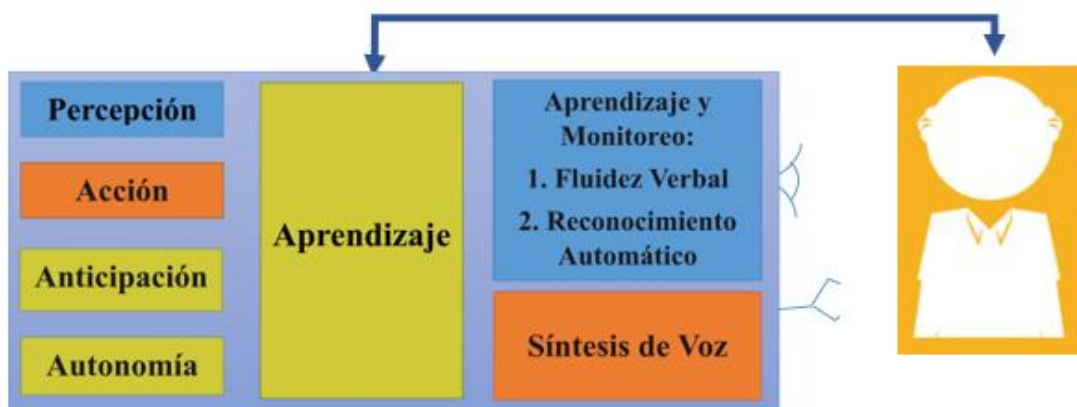 Percepción
Acción
Anticipación
Autonomía
Aprendizaje
Aprendizaje y
Monitoreo:
1. Fluidez Verbal
2. Reconocimiento
Automático
Síntesis de Voz